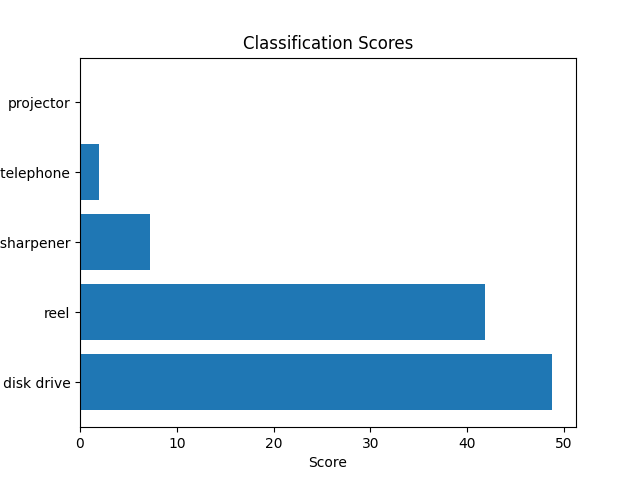 Classification Scores
projector
telephone
sharpener
reel
disk drive
0 10 20 30 40 50
Score